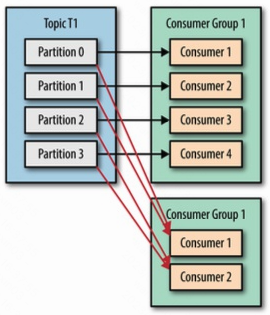 Topic T1
Partition 0
Partition 1
Partition 2
Partition 3
Consumer Group 1
Consumer 1
Consumer 2
Consumer 3
Consumer 4
Consumer Group 1
Consumer 1
Consumer 2